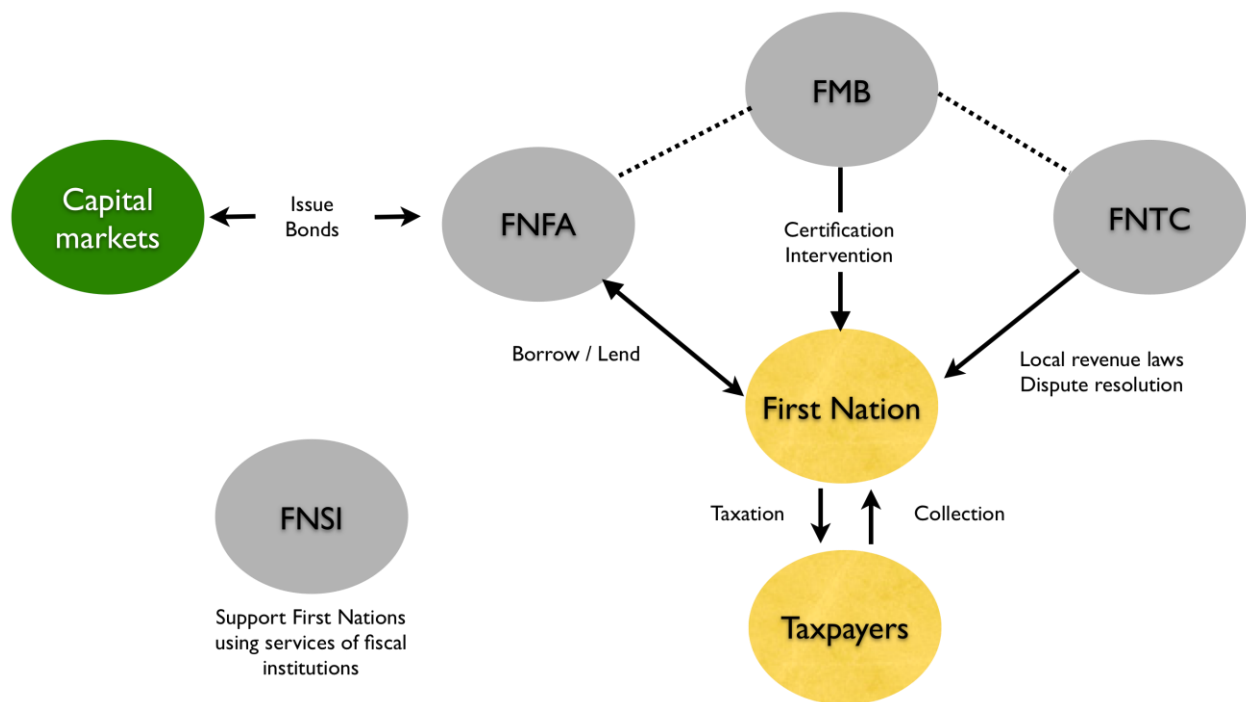 FMB
Capital
markets
Issue
Bonds
FNFA
FNTC
Certification
Intervention
Borrow / Lend
Local revenue laws
Dispute resolution
First Nation
FNSI
Support First Nations
using services of fiscal
institutions
Taxation
Collection
Taxpayers